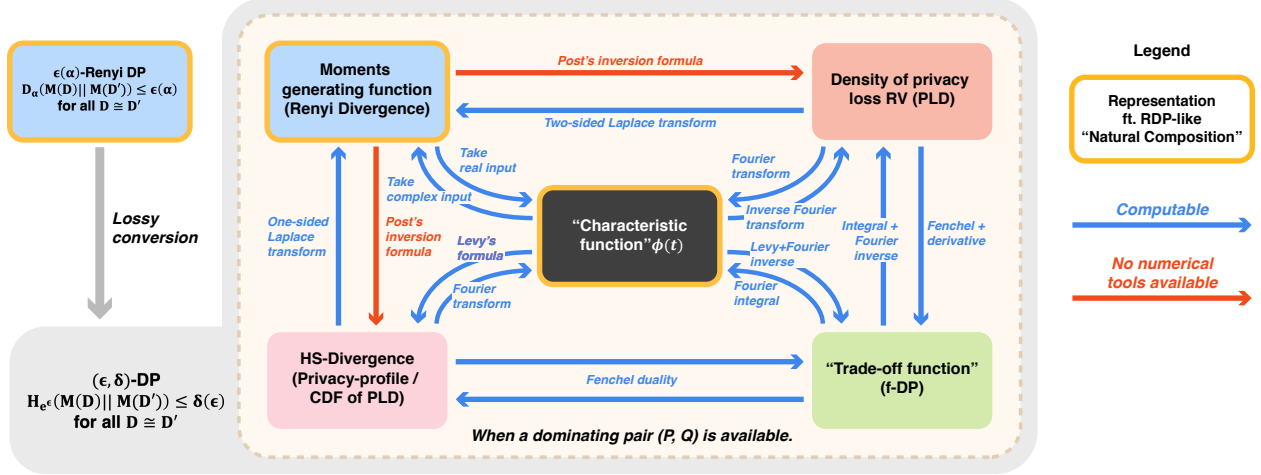 ϵ(α)-Renyi DP
D_α(M(D)|| M(D′)) ≤ ϵ(α)
for all D ≅ D′
Lossy
conversion
(ϵ, δ)-DP
H_{e^ϵ}(M(D)|| M(D′)) ≤ δ(ϵ)
for all D ≅ D′
Moments
generating function
(Renyi Divergence)
Post's inversion formula
Two-sided Laplace transform
Density of privacy
loss RV (PLD)
Take
real input
Take
complex input
Fourier
transform
Inverse Fourier
transform
One-sided
Laplace
transform
Post's
inversion
formula
“Characteristic
function”ϕ(t)
Integral +
Fourier
inverse
Fenchel +
derivative
Levy's
formula
Fourier
transform
Levy+Fourier
inverse
Fourier
integral
HS-Divergence
(Privacy-profile /
CDF of PLD)
Fenchel duality
“Trade-off function”
(f-DP)
When a dominating pair (P, Q) is available.
Legend
Representation
ft. RDP-like
“Natural Composition”
Computable
No numerical
tools available